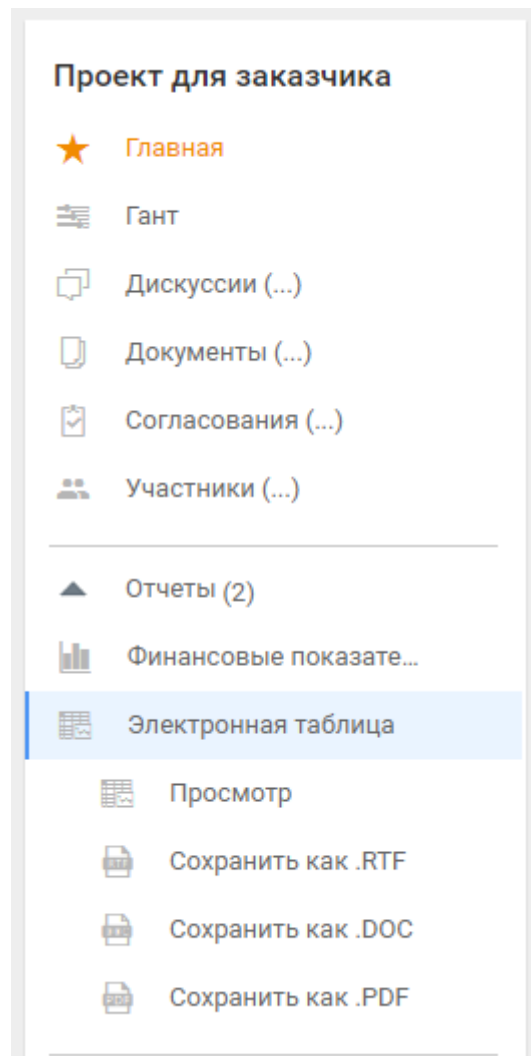 Проект для заказчика
Главная
Гант
Дискуссии (...)
Документы (...)
Согласования (...)
Участники (...)
Отчеты (2)
Финансовые показате...
Электронная таблица
Просмотр
Сохранить как .RTF
Сохранить как .DOC
Сохранить как .PDF